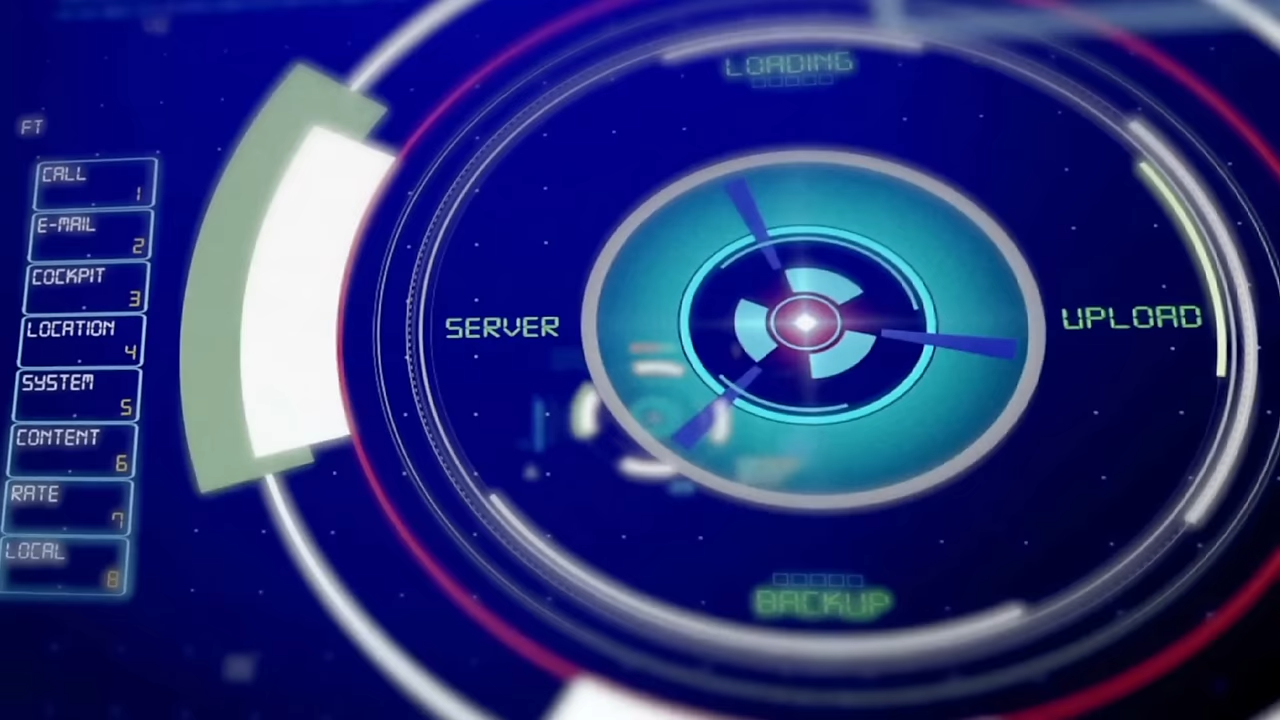 FT
CALL
1
E-MAIL
2
COCKPIT
3
LOCATION
4
SYSTEM
5
CONTENT
6
RATE
7
LOCAL
8
LOADING
SERVER
UPLOAD
BACKUP